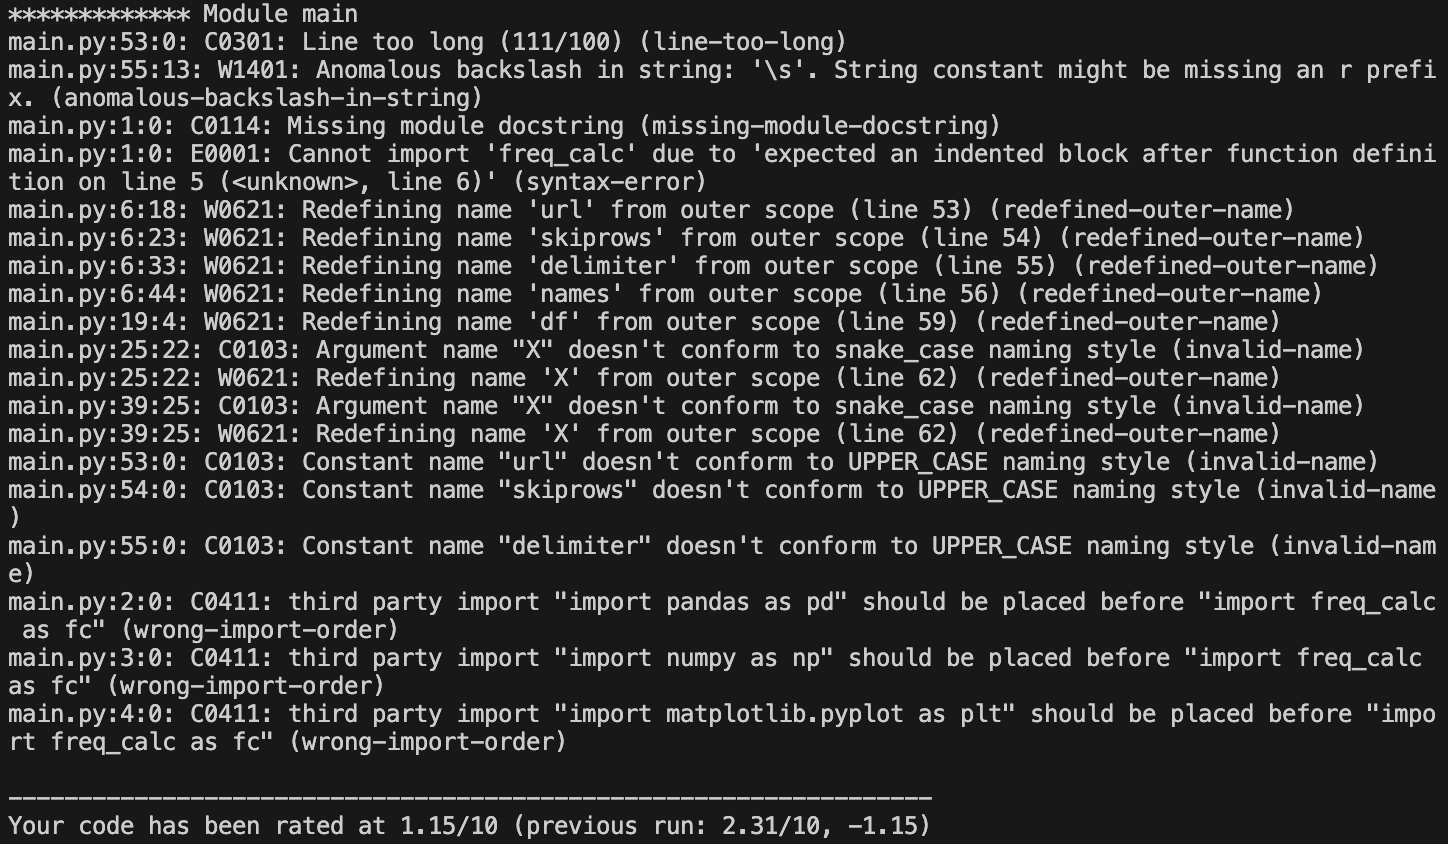 ************* Module main
main.py:53:0: C0301: Line too long (111/100) (line-too-long)
main.py:55:13: W1401: Anomalous backslash in string: '\s'. String constant might be missing an r prefi
x. (anomalous-backslash-in-string)
main.py:1:0: C0114: Missing module docstring (missing-module-docstring)
main.py:1:0: E0001: Cannot import 'freq_calc' due to 'expected an indented block after function defini
tion on line 5 (<unknown>, line 6)' (syntax-error)
main.py:6:18: W0621: Redefining name 'url' from outer scope (line 53) (redefined-outer-name)
main.py:6:23: W0621: Redefining name 'skiprows' from outer scope (line 54) (redefined-outer-name)
main.py:6:33: W0621: Redefining name 'delimiter' from outer scope (line 55) (redefined-outer-name)
main.py:6:44: W0621: Redefining name 'names' from outer scope (line 56) (redefined-outer-name)
main.py:19:4: W0621: Redefining name 'df' from outer scope (line 59) (redefined-outer-name)
main.py:25:22: C0103: Argument name "X" doesn't conform to snake_case naming style (invalid-name)
main.py:25:22: W0621: Redefining name 'X' from outer scope (line 62) (redefined-outer-name)
main.py:39:25: C0103: Argument name "X" doesn't conform to snake_case naming style (invalid-name)
main.py:39:25: W0621: Redefining name 'X' from outer scope (line 62) (redefined-outer-name)
main.py:53:0: C0103: Constant name "url" doesn't conform to UPPER_CASE naming style (invalid-name)
main.py:54:0: C0103: Constant name "skiprows" doesn't conform to UPPER_CASE naming style (invalid-name
)
main.py:55:0: C0103: Constant name "delimiter" doesn't conform to UPPER_CASE naming style (invalid-nam
e)
main.py:2:0: C0411: third party import "import pandas as pd" should be placed before "import freq_calc
 as fc" (wrong-import-order)
main.py:3:0: C0411: third party import "import numpy as np" should be placed before "import freq_calc
as fc" (wrong-import-order)
main.py:4:0: C0411: third party import "import matplotlib.pyplot as plt" should be placed before "impo
rt freq_calc as fc" (wrong-import-order)

------------------------------------------------------------------
Your code has been rated at 1.15/10 (previous run: 2.31/10, -1.15)